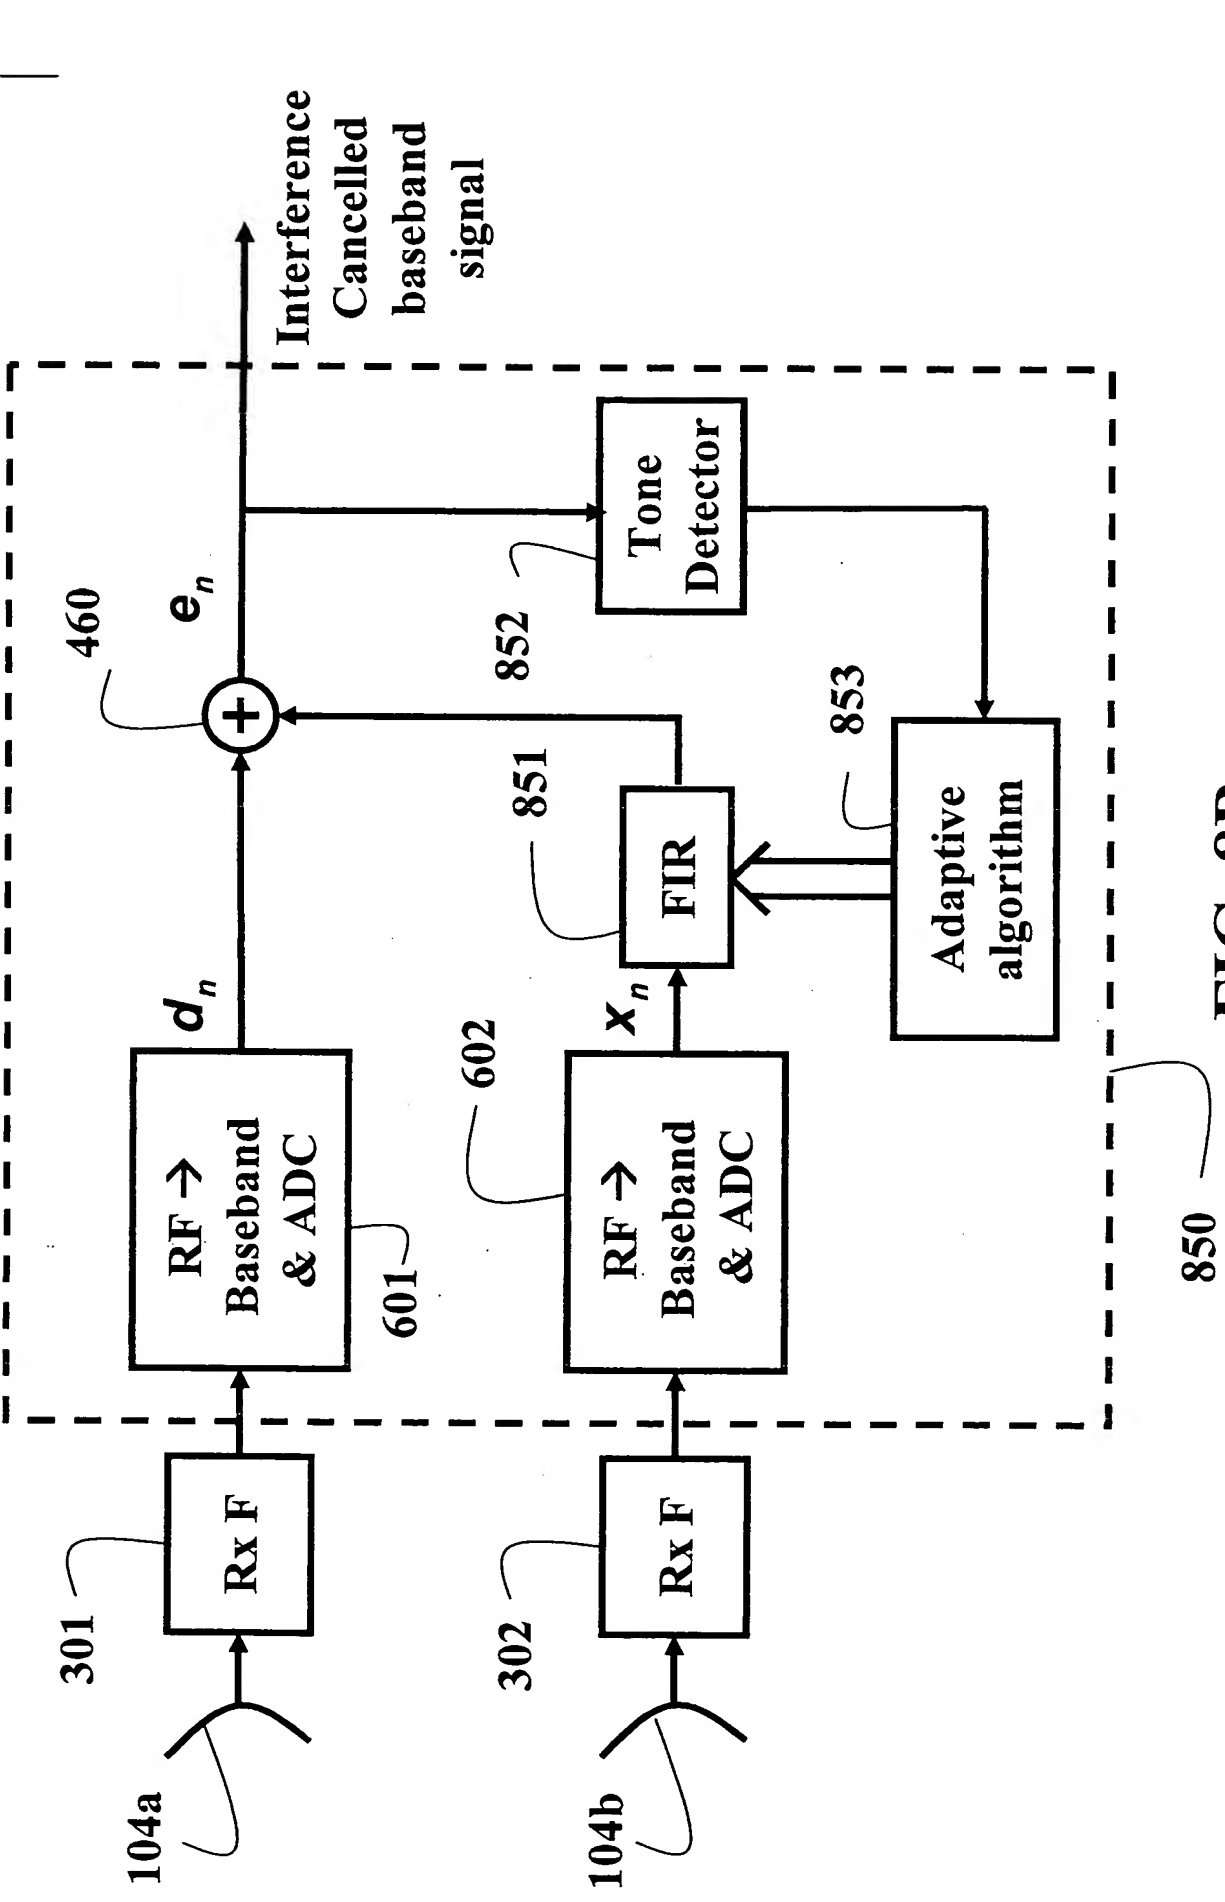 104a
301
Rx F
RF →
Baseband
& ADC
601
d_n
460
e_n
Interference
Cancelled
baseband
signal
104b
302
Rx F
RF →
Baseband
& ADC
602
x_n
851
FIR
852
Tone
Detector
853
Adaptive
algorithm
850